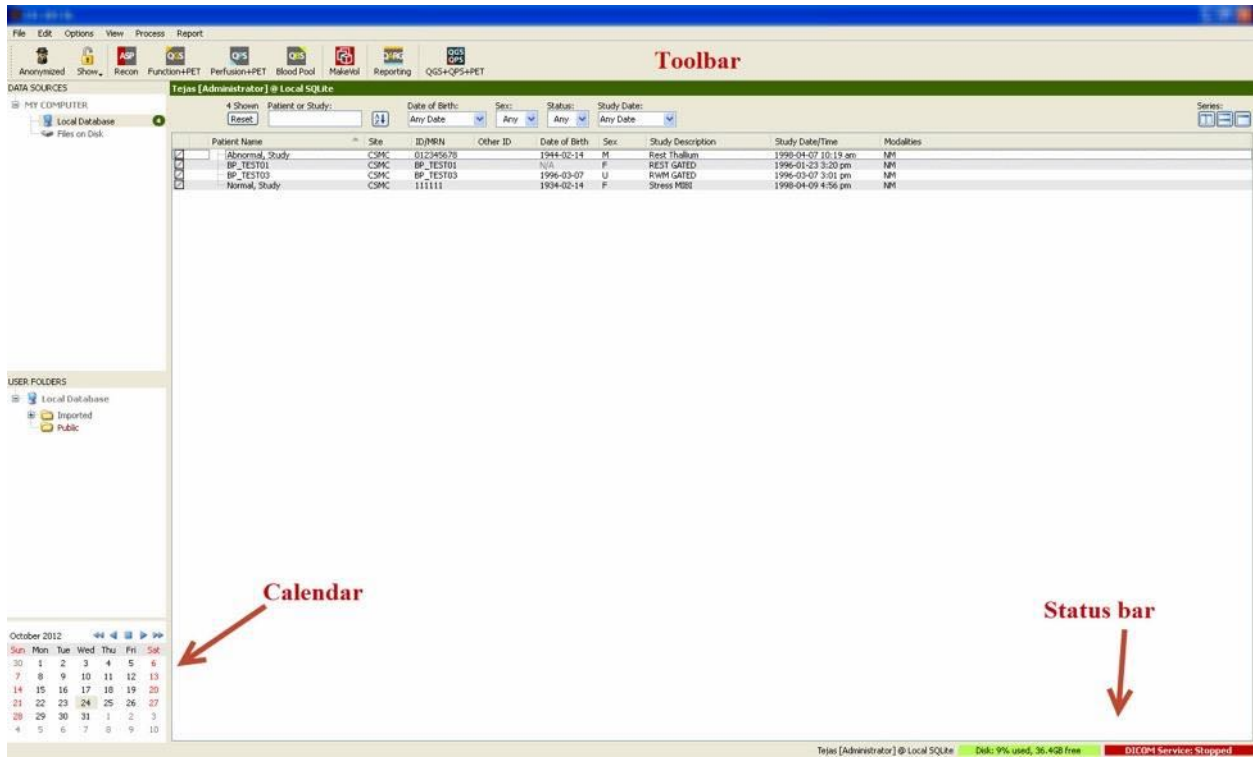 File Edit Options View Process Report
ASP QGS QPS QBS QARG QGS QPS
Anonymized Show Recon Function+PET Perfusion+PET Blood Pool MakeVol Reporting QGS+QPS+PET
Toolbar
DATA SOURCES
MY COMPUTER
Local Database 4
Files on Disk
Tejas [Administrator] @ Local SQLite
4 Shown Patient or Study: Date of Birth: Sex: Status: Study Date: Series:
Reset Any Date Any Any Any Date
Patient Name Site ID/MRN Other ID Date of Birth Sex Study Description Study Date/Time Modalities
Abnormal, Study CSMC 012345678 1944-02-14 M Rest Thallium 1998-04-07 10:19 am NM
BP_TEST01 CSMC BP_TEST01 N/A F REST GATED 1996-01-23 3:20 pm NM
BP_TEST03 CSMC BP_TEST03 1996-03-07 U RWM GATED 1996-03-07 3:01 pm NM
Normal, Study CSMC 111111 1934-02-14 F Stress MIBI 1998-04-09 4:56 pm NM
USER FOLDERS
Local Database
Imported
Public
Calendar
Status bar
October 2012
Sun Mon Tue Wed Thu Fri Sat
30 1 2 3 4 5 6
7 8 9 10 11 12 13
14 15 16 17 18 19 20
21 22 23 24 25 26 27
28 29 30 31 1 2 3
4 5 6 7 8 9 10
Tejas [Administrator] @ Local SQLite Disk: 9% used, 36.4GB free DICOM Service: Stopped